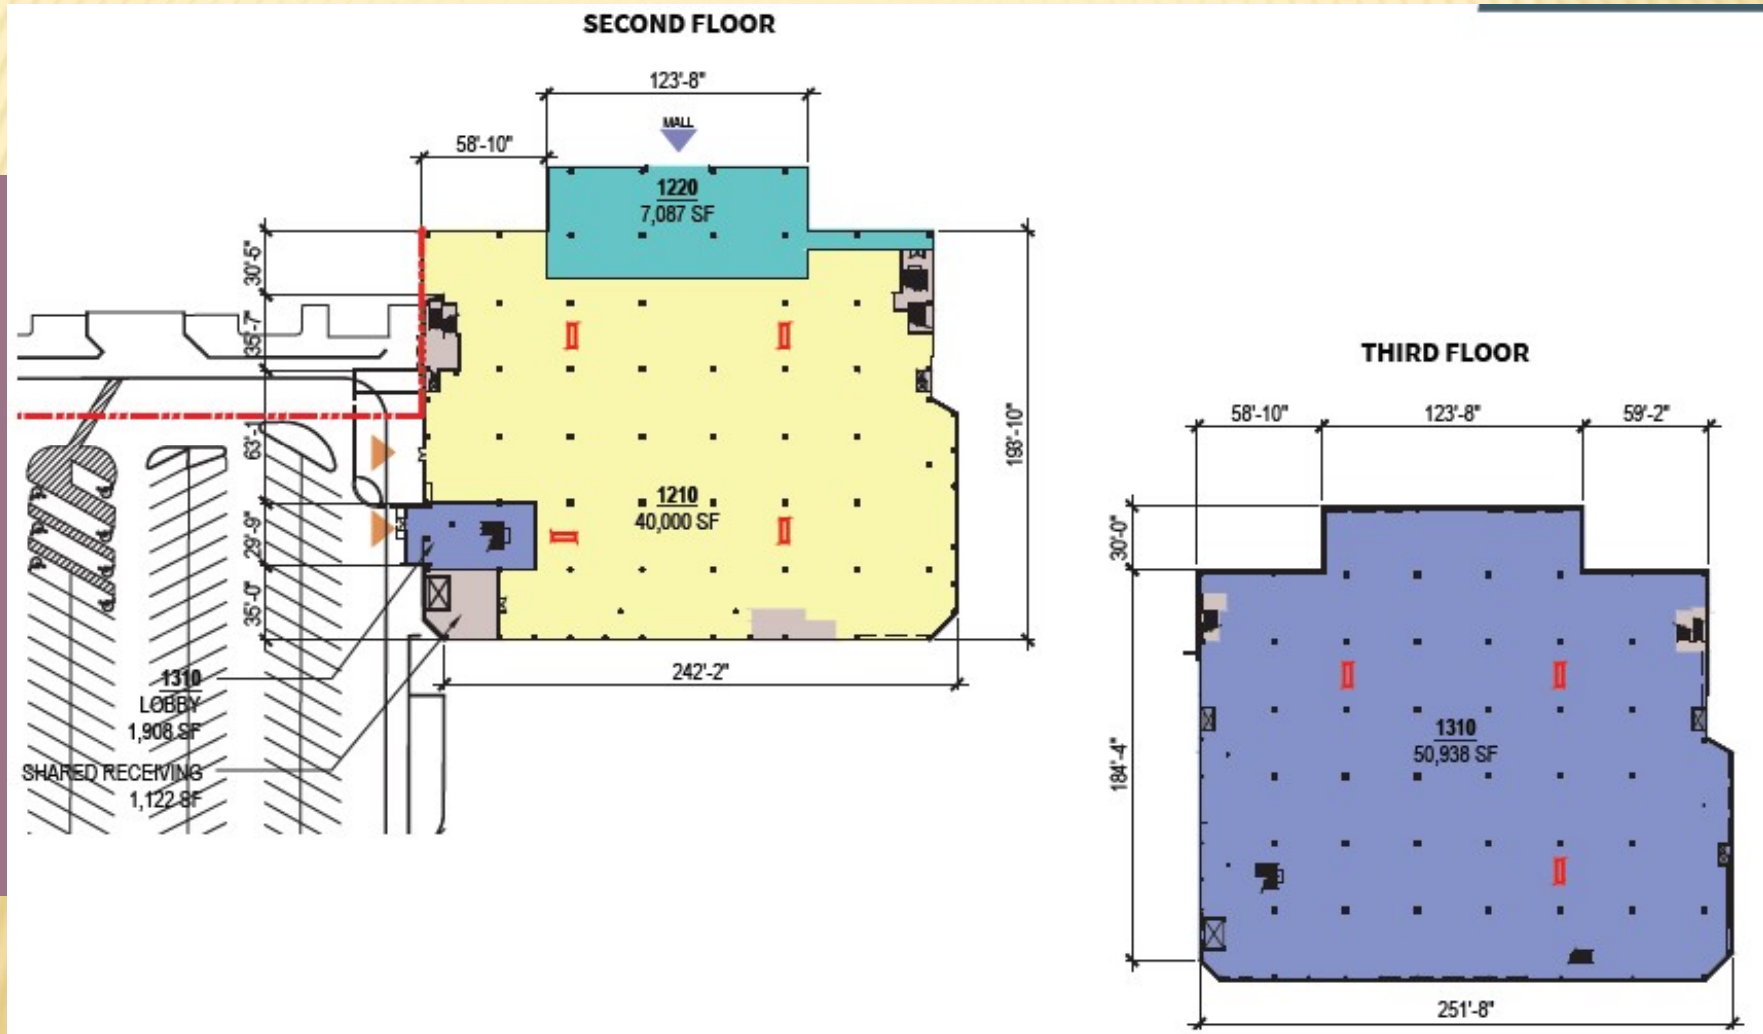 SECOND FLOOR
123'-8"
MALL
58'-10"
1220
7,087 SF
30'-5"
35'-7"
63'-1
29'-9"
35'-0"
193'-10"
1210
40,000 SF
242'-2"
1310
LOBBY
1,908 SF
SHARED RECEIVING
1,122 SF
THIRD FLOOR
58'-10"
123'-8"
59'-2"
30'-0"
184'-4"
1310
50,938 SF
251'-8"